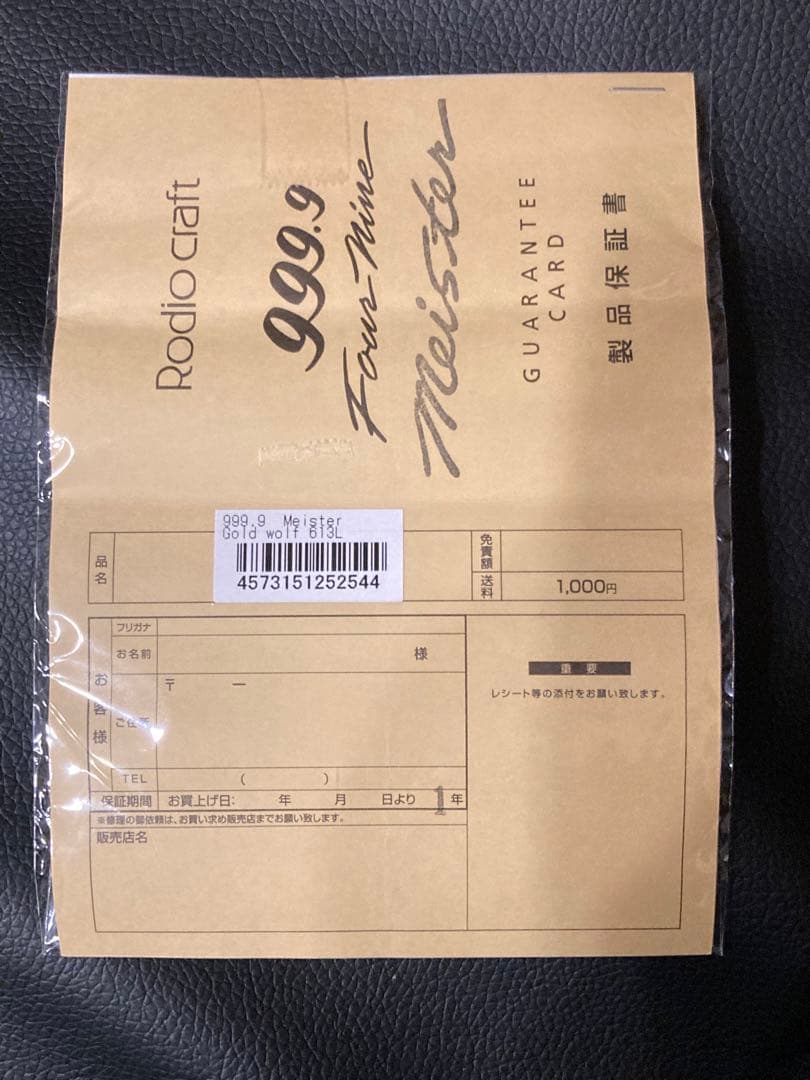 Rodio craft
999.9
Four Nine
Meister
GUARANTEE
CARD
製品保証書
999.9 Meister
Gold wolf 613L
4573151252544
品名
免責額
送料
1,000円
お客様
フリガナ
お名前
様
ご住所
〒 ー
TEL
( )
保証期間
お買上げ日: 年 月 日より 1 年
※修理の御依頼は、お買い求め販売店までお願い致します。
販売店名
重要
レシート等の添付をお願い致します。